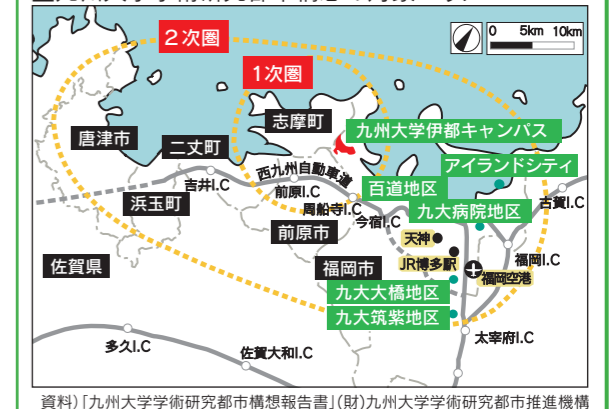 2次圏
1次圏
0 5km 10km
志摩町
唐津市
二丈町
九州大学伊都キャンパス
アイランドシティ
西九州自動車道
吉井I.C
前原I.C
百道地区
周船寺I.C
今宿I.C
古賀I.C
浜玉町
九大病院地区
前原市
天神
福岡I.C
佐賀県
福岡市
JR博多駅
福岡空港
九大大橋地区
九大筑紫地区
太宰府I.C
多久I.C
佐賀大和I.C
資料)「九州大学学術研究都市構想報告書」(財)九州大学学術研究都市推進機構